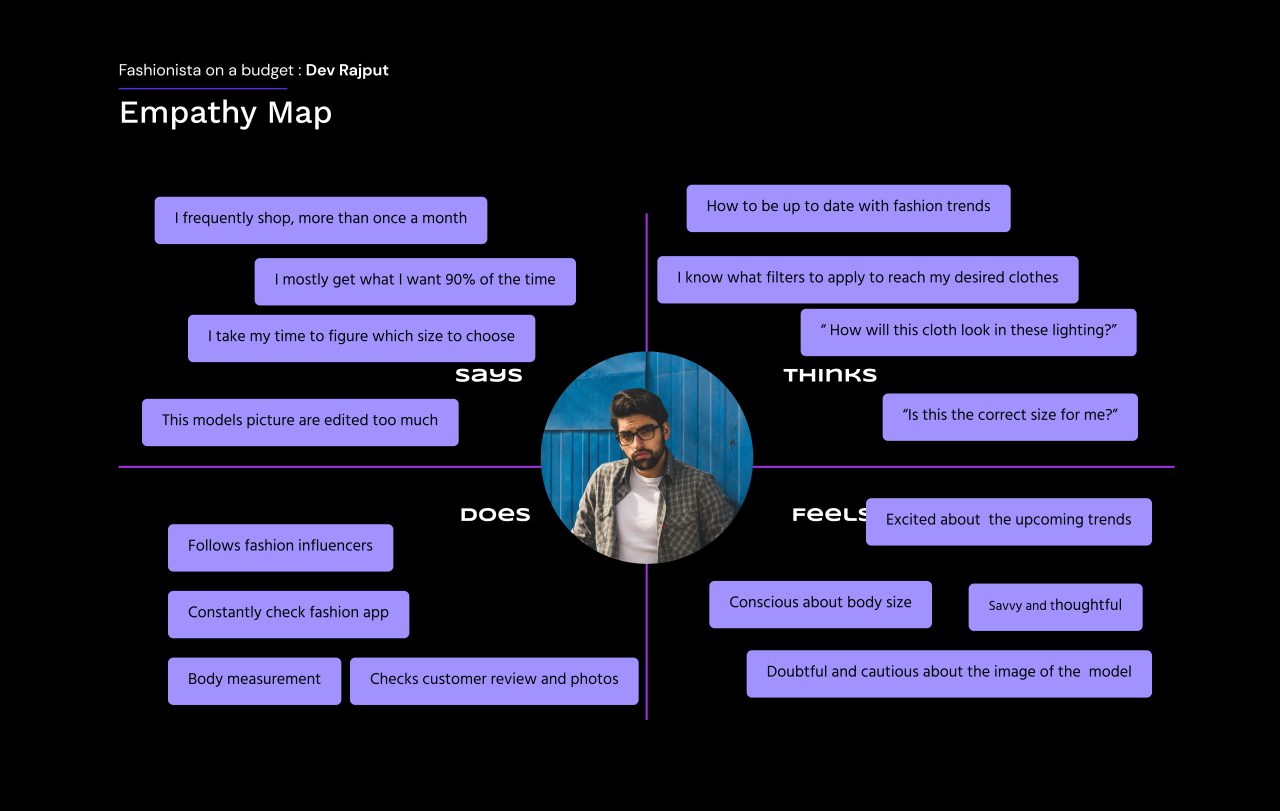 Fashionista on a budget : Dev Rajput
Empathy Map
I frequently shop, more than once a month
I mostly get what I want 90% of the time
I take my time to figure which size to choose
says
This models picture are edited too much
How to be up to date with fashion trends
I know what filters to apply to reach my desired clothes
“ How will this cloth look in these lighting?”
THINKS
“Is this the correct size for me?”
DOES
Follows fashion influencers
Constantly check fashion app
Body measurement
Checks customer review and photos
Feels
Excited about  the upcoming trends
Conscious about body size
Savvy and thoughtful
Doubtful and cautious about the image of the  model